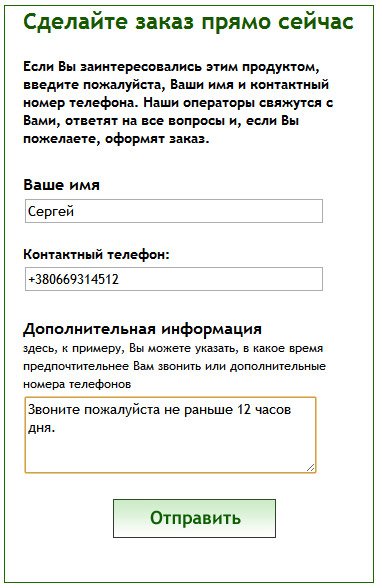 Сделайте заказ прямо сейчас
Если Вы заинтересовались этим продуктом,
введите пожалуйста, Ваши имя и контактный
номер телефона. Наши операторы свяжутся с
Вами, ответят на все вопросы и, если Вы
пожелаете, оформят заказ.
Ваше имя
Сергей
Контактный телефон:
+380669314512
Дополнительная информация
здесь, к примеру, Вы можете указать, в какое время
предпочтительнее Вам звонить или дополнительные
номера телефонов
Звоните пожалуйста не раньше 12 часов
дня.
Отправить